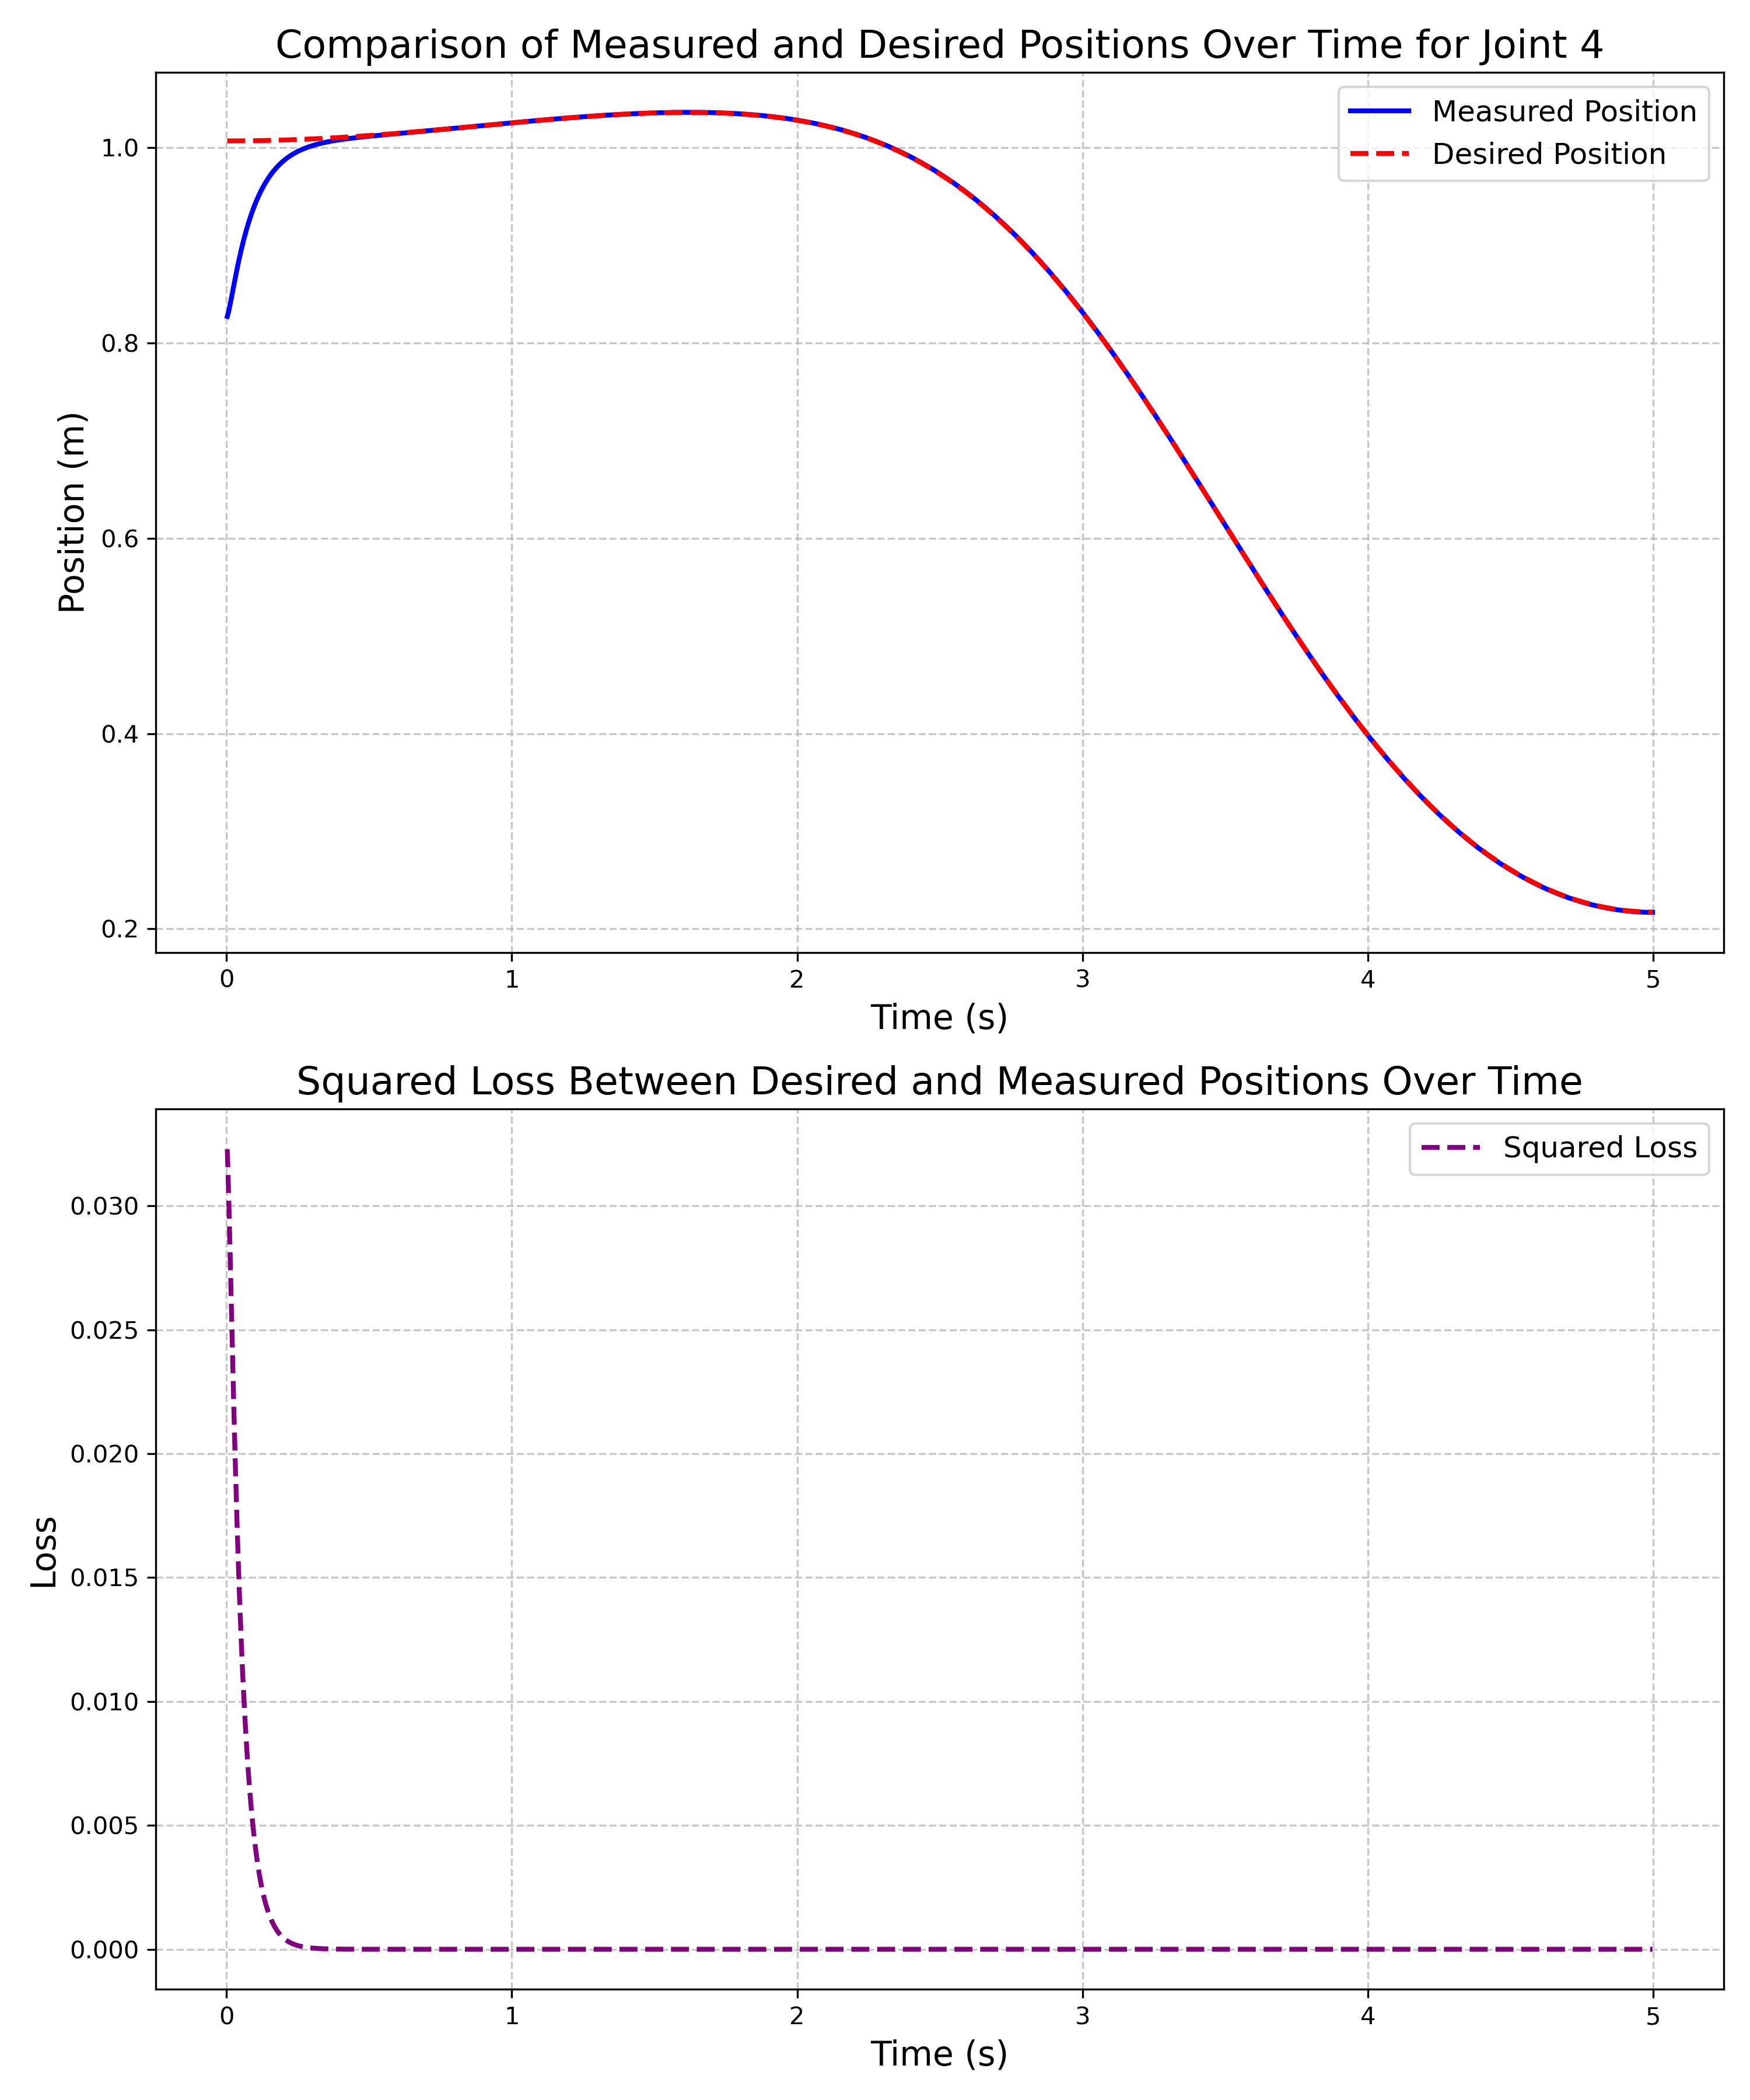 Comparison of Measured and Desired Positions Over Time for Joint 4
Measured Position
Desired Position
Position (m)
1.0
0.8
0.6
0.4
0.2
0 1 2 3 4 5
Time (s)
Squared Loss Between Desired and Measured Positions Over Time
Squared Loss
Loss
0.030
0.025
0.020
0.015
0.010
0.005
0.000
0 1 2 3 4 5
Time (s)